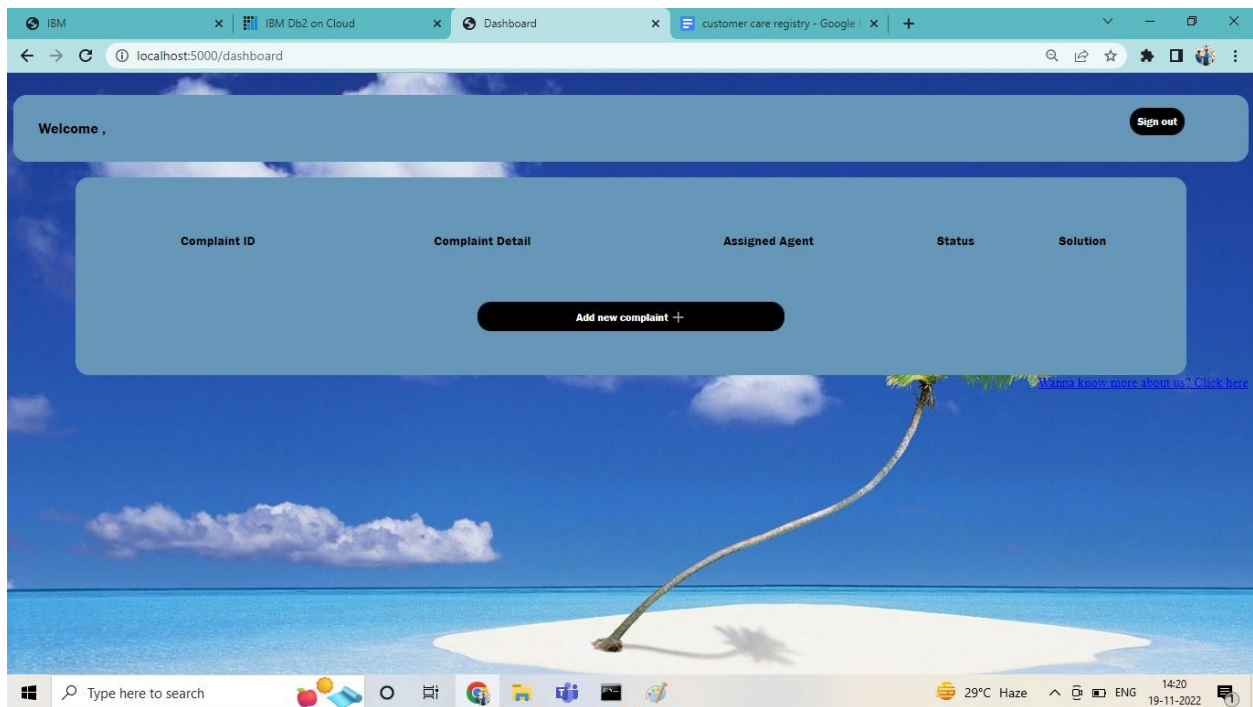 IBM
IBM Db2 on Cloud
Dashboard
customer care registry - Google
localhost:5000/dashboard
Welcome ,
Sign out
Complaint ID Complaint Detail Assigned Agent Status Solution
Add new complaint +
Wanna know more about us? Click here
Type here to search
29°C Haze
ENG
14:20
19-11-2022
1